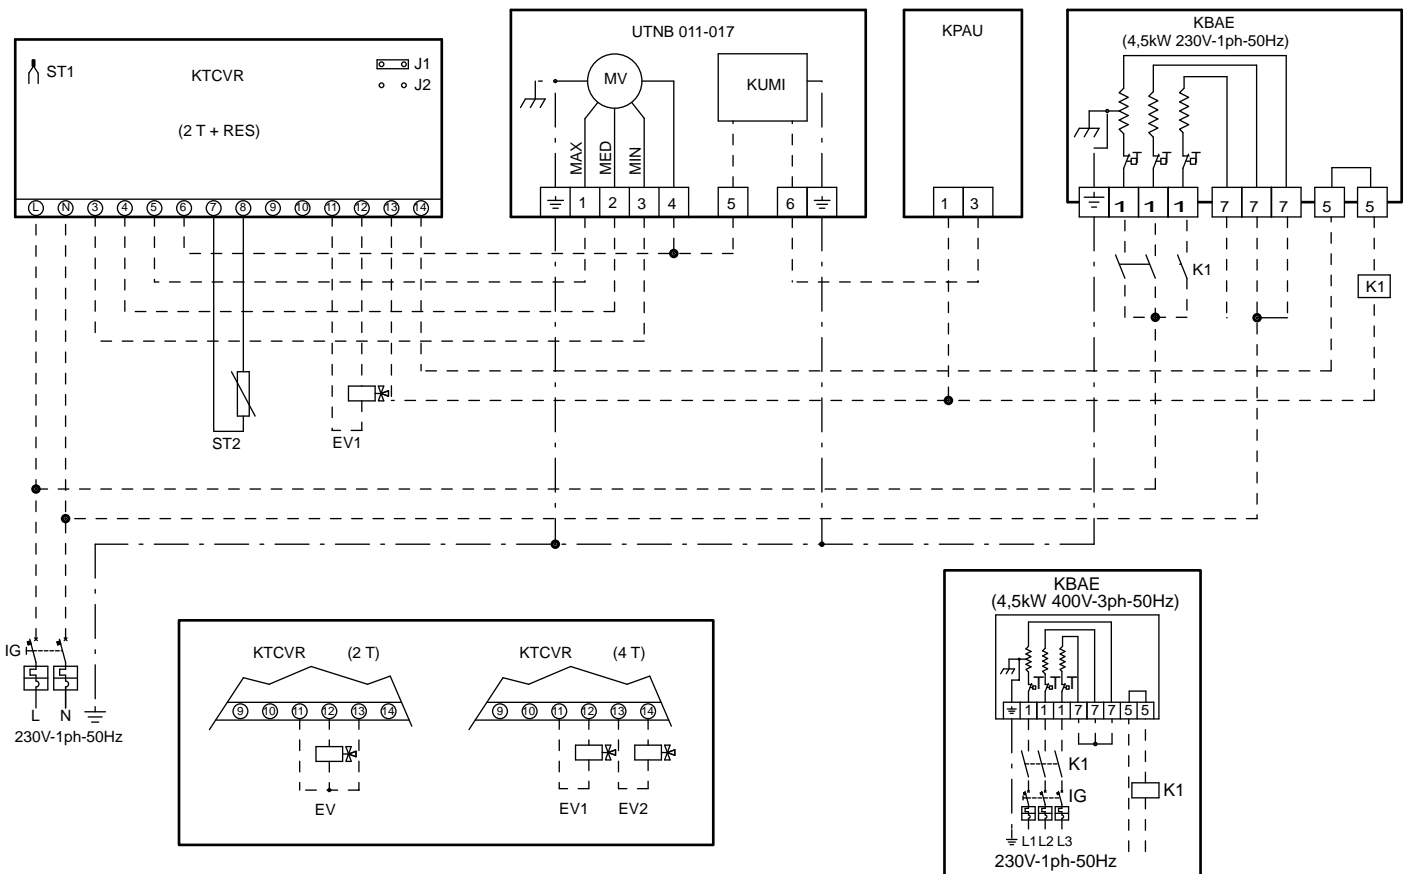 ST1
KTCVR
J1
J2
(2 T + RES)
L N 3 4 5 6 7 8 9 10 11 12 13 14
UTNB 011-017
MV
KUMI
MAX
MED
MIN
1 2 3 4 5 6
KPAU
1 3
KBAE
(4,5kW 230V-1ph-50Hz)
1 1 1 7 7 7 5 5
K1
K1
ST2
EV1
IG
L N
230V-1ph-50Hz
KTCVR (2 T)
9 10 11 12 13 14
EV
KTCVR (4 T)
9 10 11 12 13 14
EV1 EV2
KBAE
(4,5kW 400V-3ph-50Hz)
1 1 1 7 7 7 5 5
K1
K1
IG
L1 L2 L3
230V-1ph-50Hz